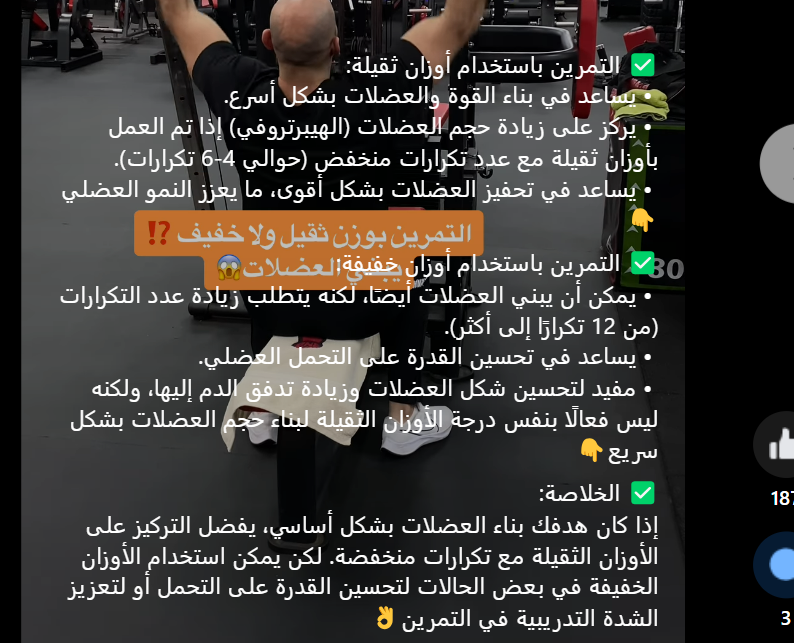 ✅ التمرين باستخدام أوزان ثقيلة:
• يساعد في بناء القوة والعضلات بشكل أسرع.
• يركز على زيادة حجم العضلات (الهيبرتروفي) إذا تم العمل
بأوزان ثقيلة مع عدد تكرارات منخفض (حوالي 4-6 تكرارات).
• يساعد في تحفيز العضلات بشكل أقوى، ما يعزز النمو العضلي
👇
التمرين بوزن ثقيل ولا خفيف ⁉️
يبني العضلات😱
✅ التمرين باستخدام أوزان خفيفة:
• يمكن أن يبني العضلات أيضًا، لكنه يتطلب زيادة عدد التكرارات
(من 12 تكرارًا إلى أكثر).
• يساعد في تحسين القدرة على التحمل العضلي.
• مفيد لتحسين شكل العضلات وزيادة تدفق الدم إليها، ولكنه
ليس فعالًا بنفس درجة الأوزان الثقيلة لبناء حجم العضلات بشكل
سريع👇
✅ الخلاصة:
إذا كان هدفك بناء العضلات بشكل أساسي، يفضل التركيز على
الأوزان الثقيلة مع تكرارات منخفضة. لكن يمكن استخدام الأوزان
الخفيفة في بعض الحالات لتحسين القدرة على التحمل أو لتعزيز
الشدة التدريبية في التمرين👌
80
187
3